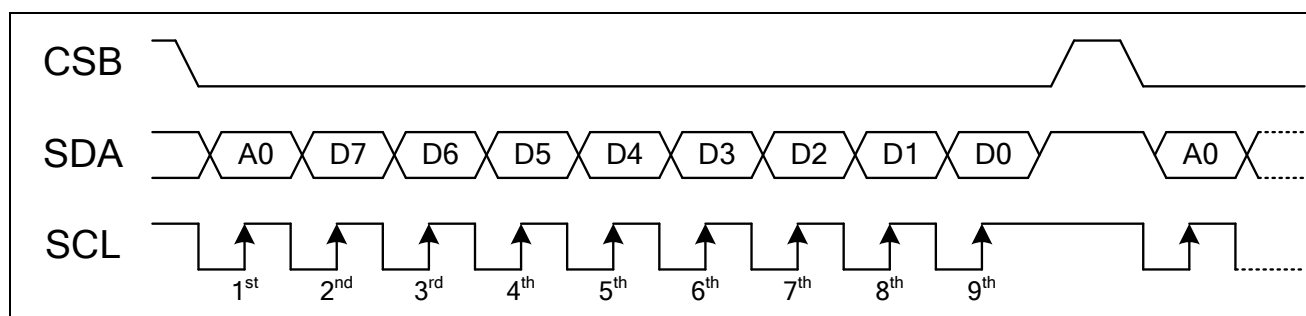 CSB
SDA A0 D7 D6 D5 D4 D3 D2 D1 D0 A0
SCL
1st 2nd 3rd 4th 5th 6th 7th 8th 9th